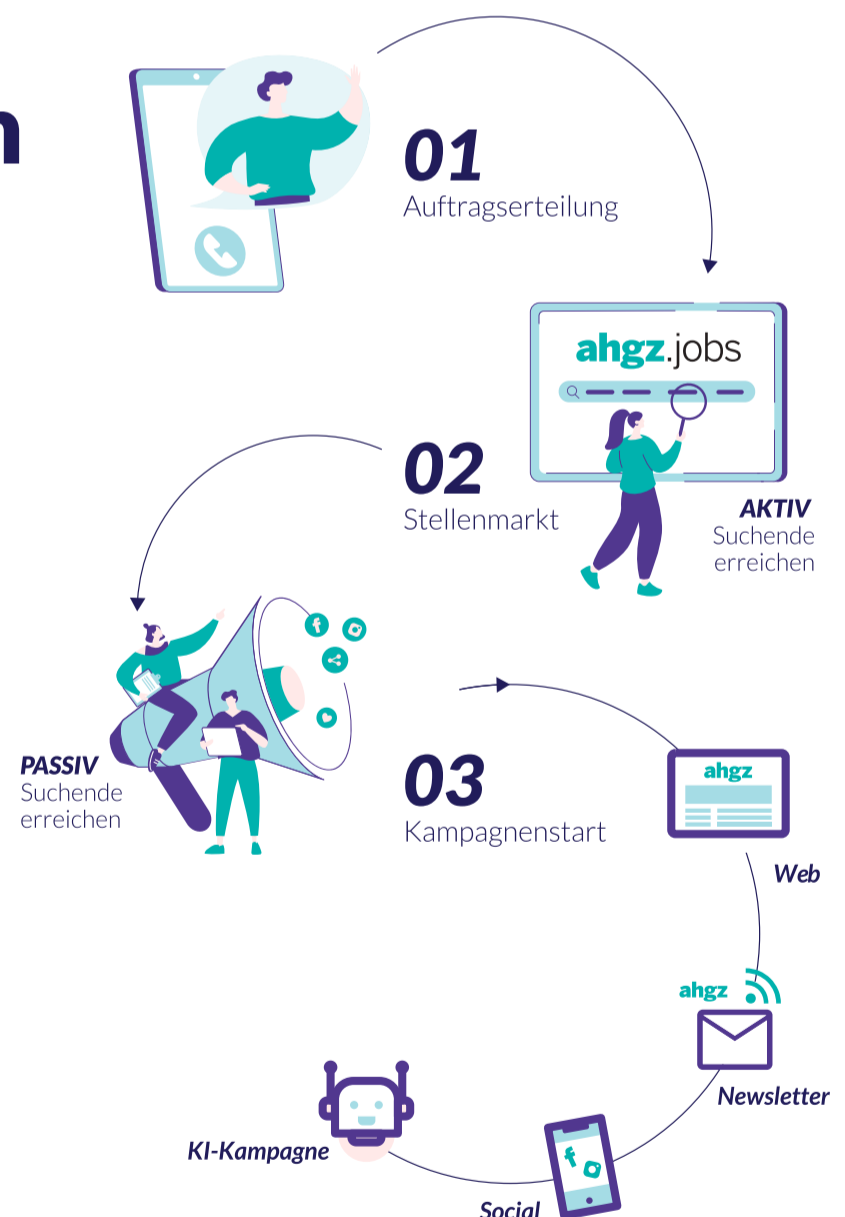 01
Auftragserteilung
ahgz.jobs
02
Stellenmarkt
AKTIV
Suchende
erreichen
PASSIV
Suchende
erreichen
03
Kampagnenstart
ahgz
Web
ahgz
Newsletter
KI-Kampagne
Social